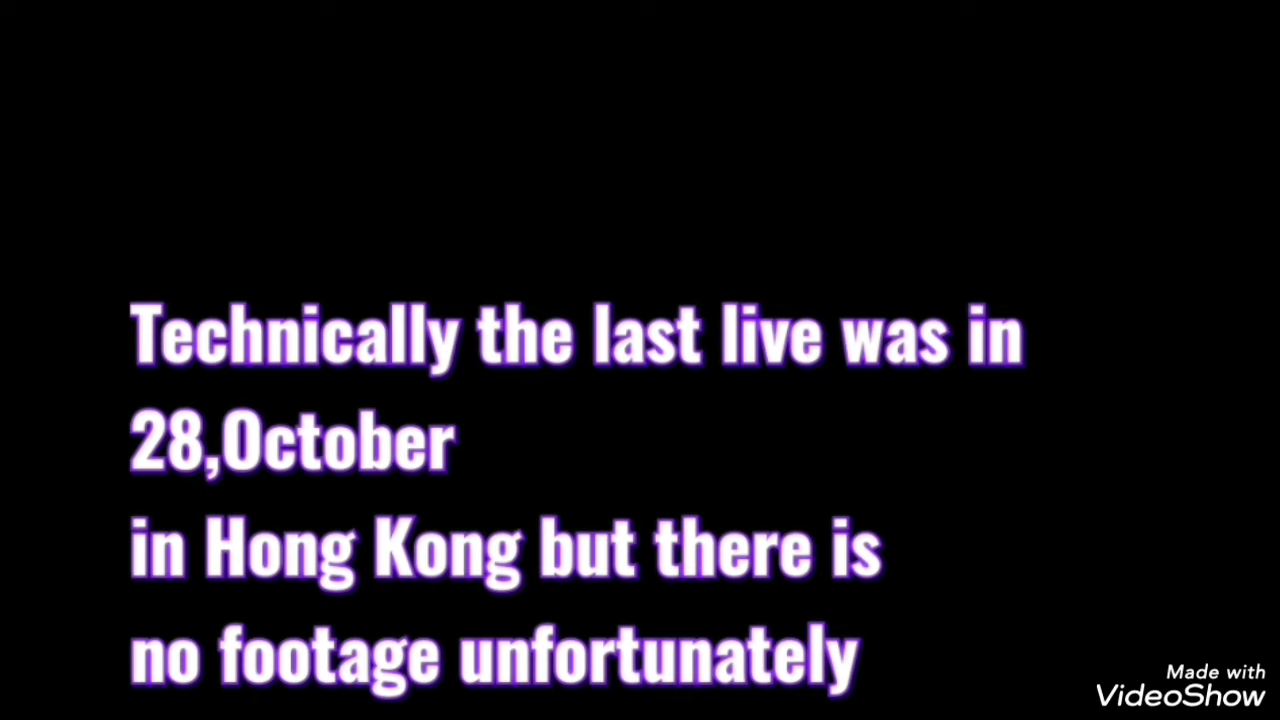 Technically the last live was in
28,October
in Hong Kong but there is
no footage unfortunately
Made with
VideoShow